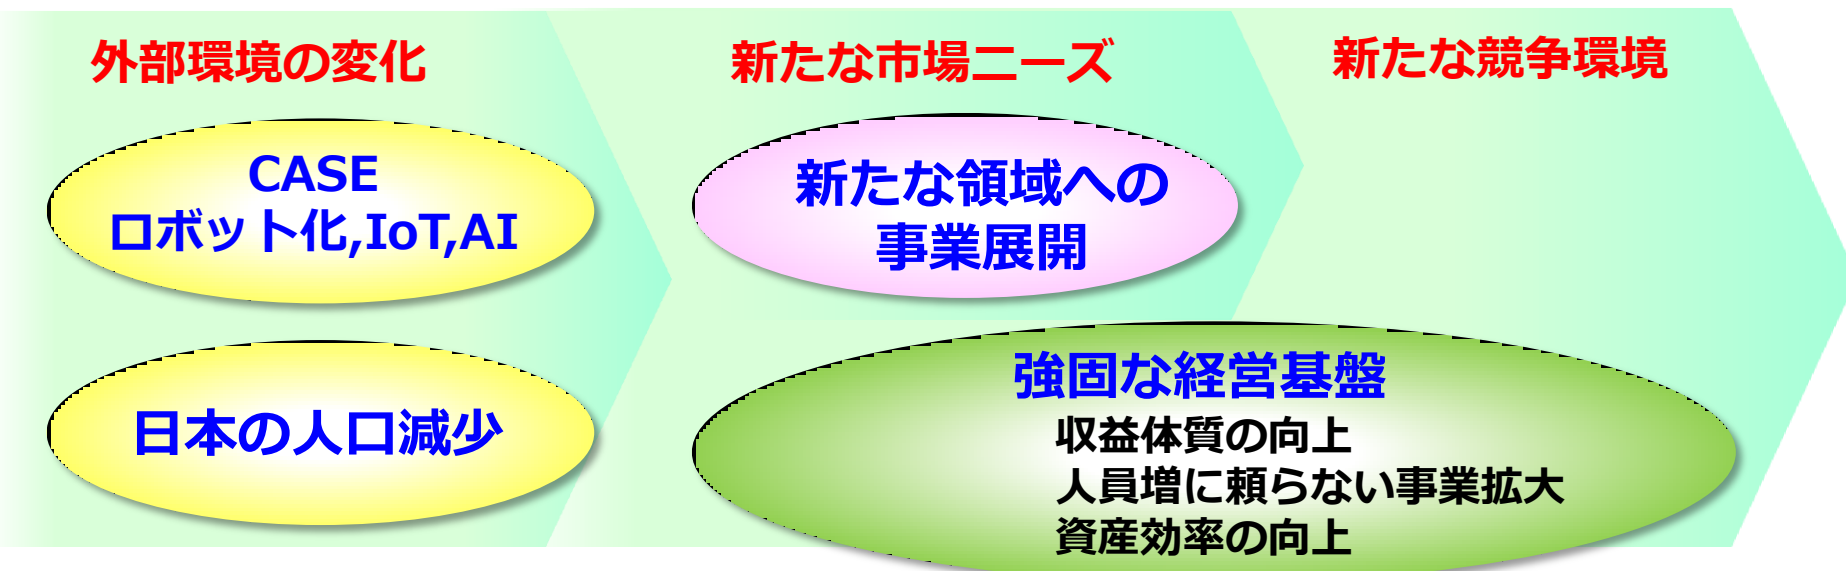 外部環境の変化
新たな市場ニーズ
新たな競争環境
CASE
ロボット化,IoT,AI
新たな領域への
事業展開
日本の人口減少
強固な経営基盤
収益体質の向上
人員増に頼らない事業拡大
資産効率の向上